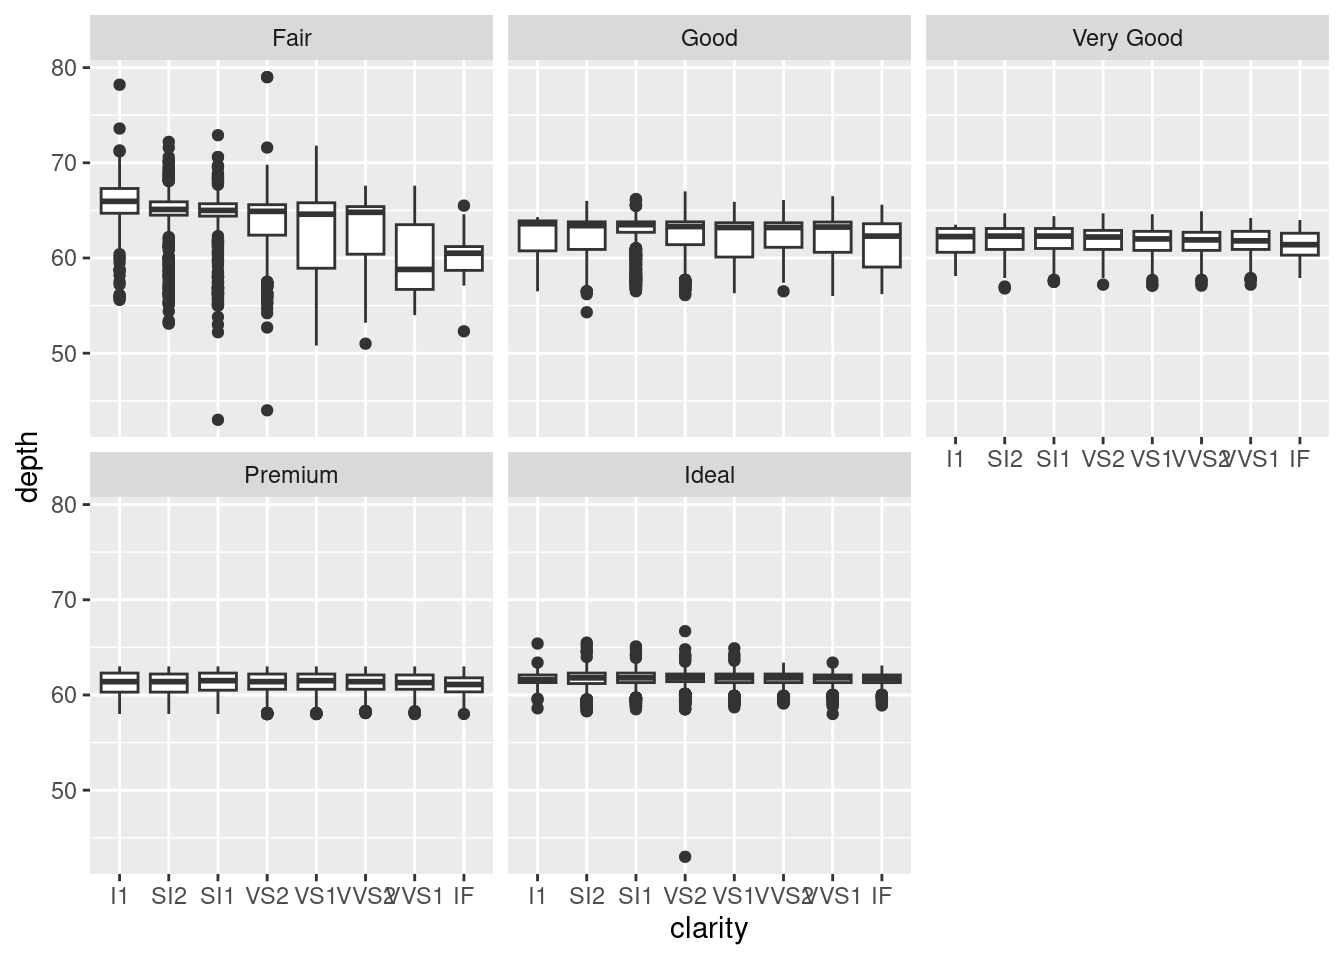 Fair
Good
Very Good
80
70
60
50
I1 SI2 SI1 VS2 VS1 VVS2 VVS1 IF
depth
Premium
Ideal
80
70
60
50
I1 SI2 SI1 VS2 VS1 VVS2 VVS1 IF
I1 SI2 SI1 VS2 VS1 VVS2 VVS1 IF
clarity